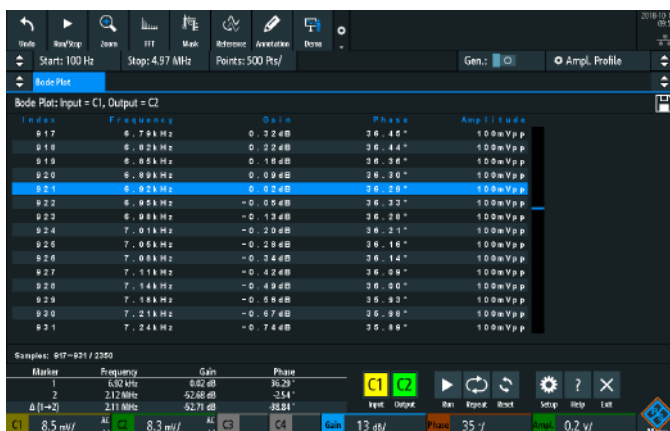 2018-10-1
Undo Run/Stop Zoom FFT Mask Reference Annotation Demo
Start: 100 Hz Stop: 4.97 MHz Points: 500 Pts/ Gen.: Ampl. Profile
Bode Plot
Bode Plot: Input = C1, Output = C2
Index Frequency Gain Phase Amplitude
917 6.79kHz 0.32dB 36.45° 100mVpp
918 6.82kHz 0.22dB 36.44° 100mVpp
919 6.85kHz 0.16dB 36.36° 100mVpp
920 6.89kHz 0.09dB 36.30° 100mVpp
921 6.92kHz 0.02dB 36.29° 100mVpp
922 6.95kHz -0.05dB 36.33° 100mVpp
923 6.98kHz -0.13dB 36.28° 100mVpp
924 7.01kHz -0.20dB 36.21° 100mVpp
925 7.05kHz -0.28dB 36.16° 100mVpp
926 7.08kHz -0.34dB 36.14° 100mVpp
927 7.11kHz -0.42dB 36.09° 100mVpp
928 7.14kHz -0.49dB 36.00° 100mVpp
929 7.18kHz -0.56dB 35.93° 100mVpp
930 7.21kHz -0.67dB 35.98° 100mVpp
931 7.24kHz -0.74dB 35.89° 100mVpp
Samples: 917-931 / 2350
Marker Frequency Gain Phase
1 6.92 kHz 0.02 dB 36.29 °
2 2.12 MHz -52.68 dB -2.54 °
Δ (1→2) 2.11 MHz -52.71 dB -38.84 °
C1 C2
Input Output Run Repeat Reset Setup Help Exit
C1 8.5 mV/ AC C2 8.3 mV/ AC C3 C4 Gain 13 dB/ Phase 35 °/ Ampl. 0.2 V/